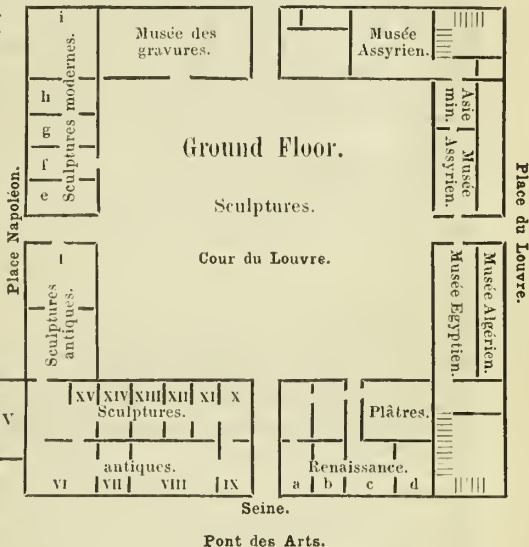 i
Musée des
gravures.
Musée
Assyrien.
h
g
f
e
Sculptures modernes.
Asie
min.
Musée
Assyrien.
Ground Floor.
Sculptures.
Cour du Louvre.
Place Napoléon.
Place du Louvre.
Sculptures
antiques.
Musée Egyptien.
Musée Algérien.
V
XV XIV XIII XII XI X
Sculptures.
antiques.
VI VII VIII IX
Plâtres.
Renaissance.
a b c d
Seine.
Pont des Arts.